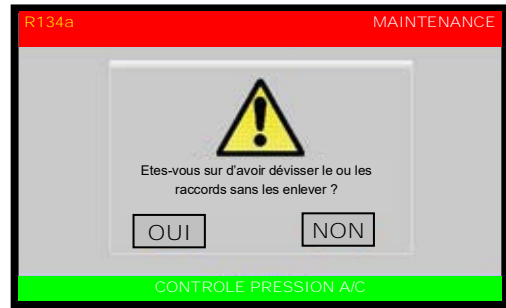 R134a MAINTENANCE
Etes-vous sur d'avoir dévisser le ou les
raccords sans les enlever ?
OUI NON
CONTROLE PRESSION A/C